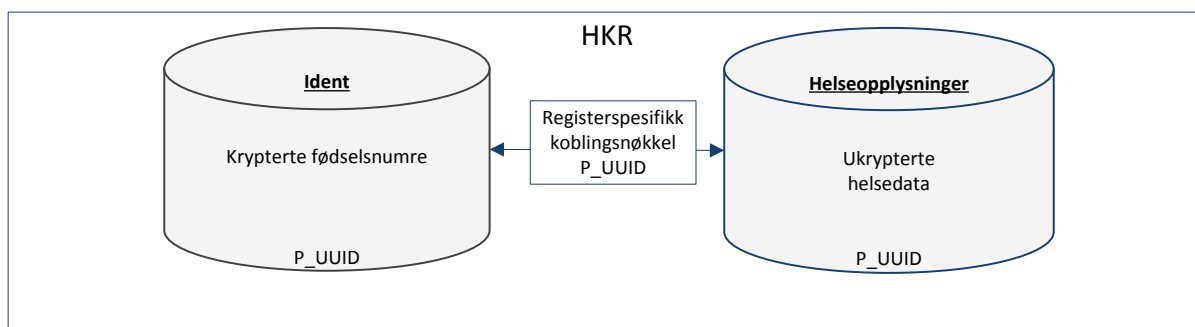 HKR
Ident
Krypterte fødselsnumre
P_UUID
Registerspesifikk
koblingsnøkkel
P_UUID
Helseopplysninger
Ukrypterte
helsedata
P_UUID